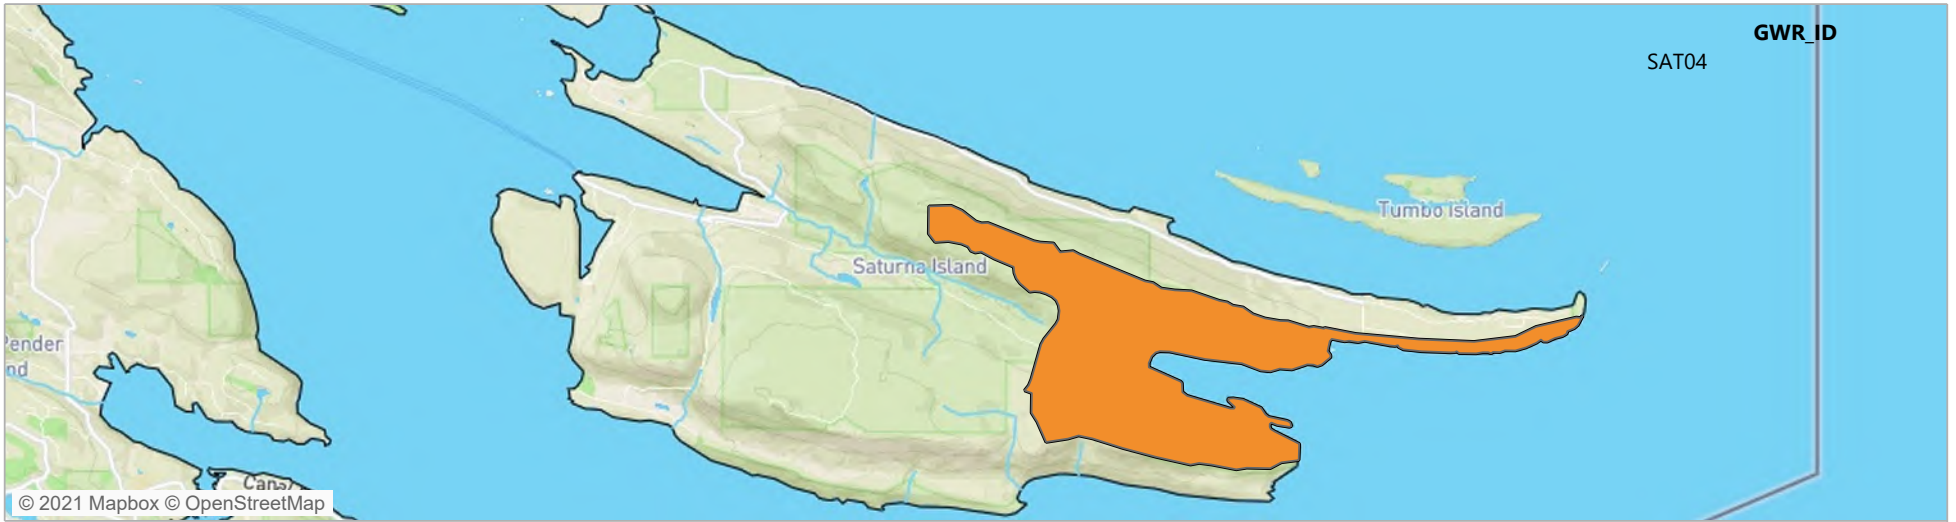 GWR_ID
SAT04
Tumbo Island
Saturna Island
Pender
nd
© 2021 Mapbox © OpenStreetMap